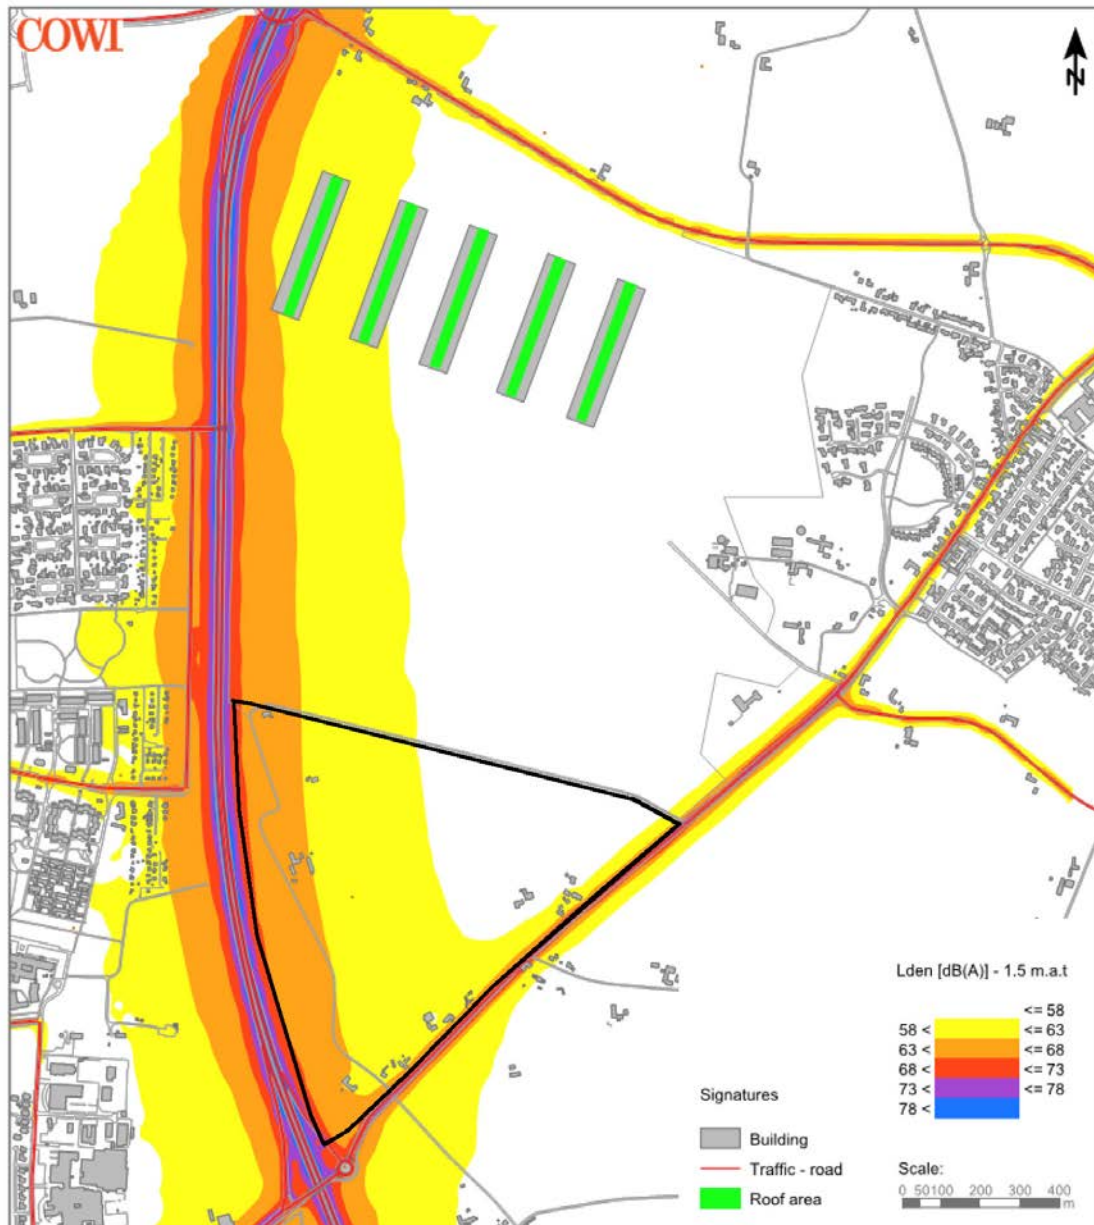 COWI
N
Lden [dB(A)] - 1.5 m.a.t
<= 58
58 < <= 63
63 < <= 68
68 < <= 73
73 < <= 78
78 <
Signatures
Building
Traffic - road
Roof area
Scale:
0 50100 200 300 400
m